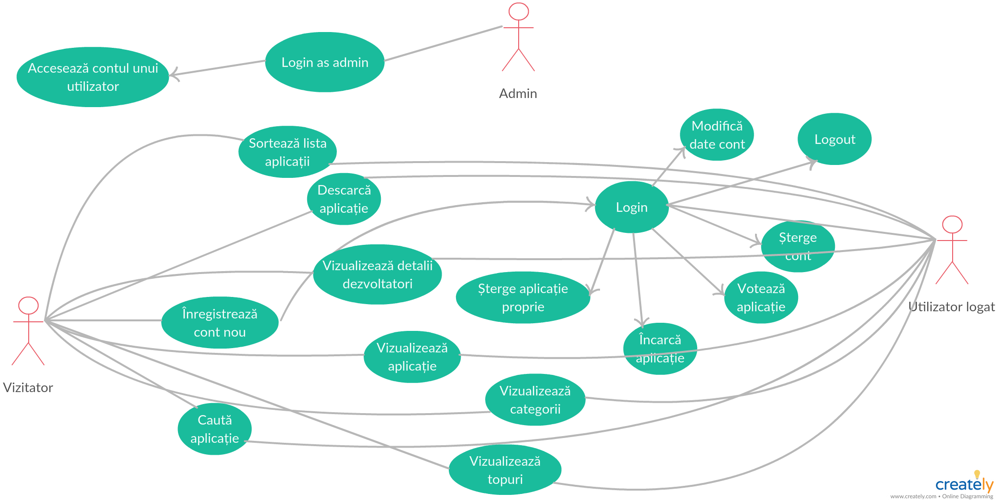 Accesează contul unui
utilizator
Login as admin
Admin
Sortează lista
aplicații
Modifică
date cont
Logout
Descarcă
aplicație
Login
Vizualizează detalii
dezvoltatori
Șterge
cont
Șterge aplicație
proprie
Votează
aplicație
Utilizator logat
Înregistrează
cont nou
Vizualizează
aplicație
Încarcă
aplicație
Vizitator
Vizualizează
categorii
Caută
aplicație
Vizualizează
topuri
creately
www.creately.com • Online Diagramming